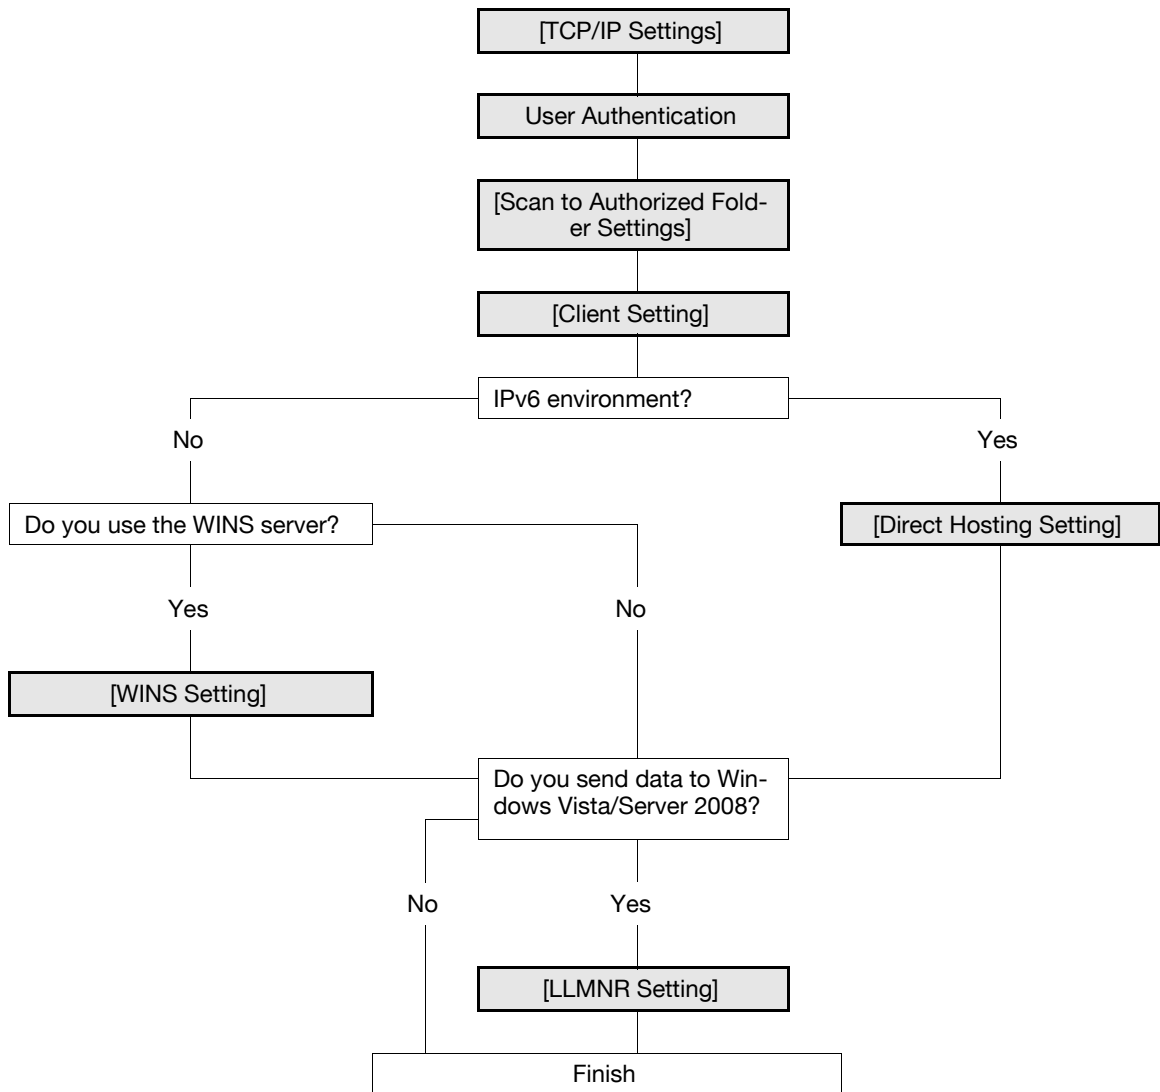 [TCP/IP Settings]
User Authentication
[Scan to Authorized Fold-
er Settings]
[Client Setting]
IPv6 environment?
No
Yes
Do you use the WINS server?
[Direct Hosting Setting]
Yes
No
[WINS Setting]
Do you send data to Win-
dows Vista/Server 2008?
No
Yes
[LLMNR Setting]
Finish